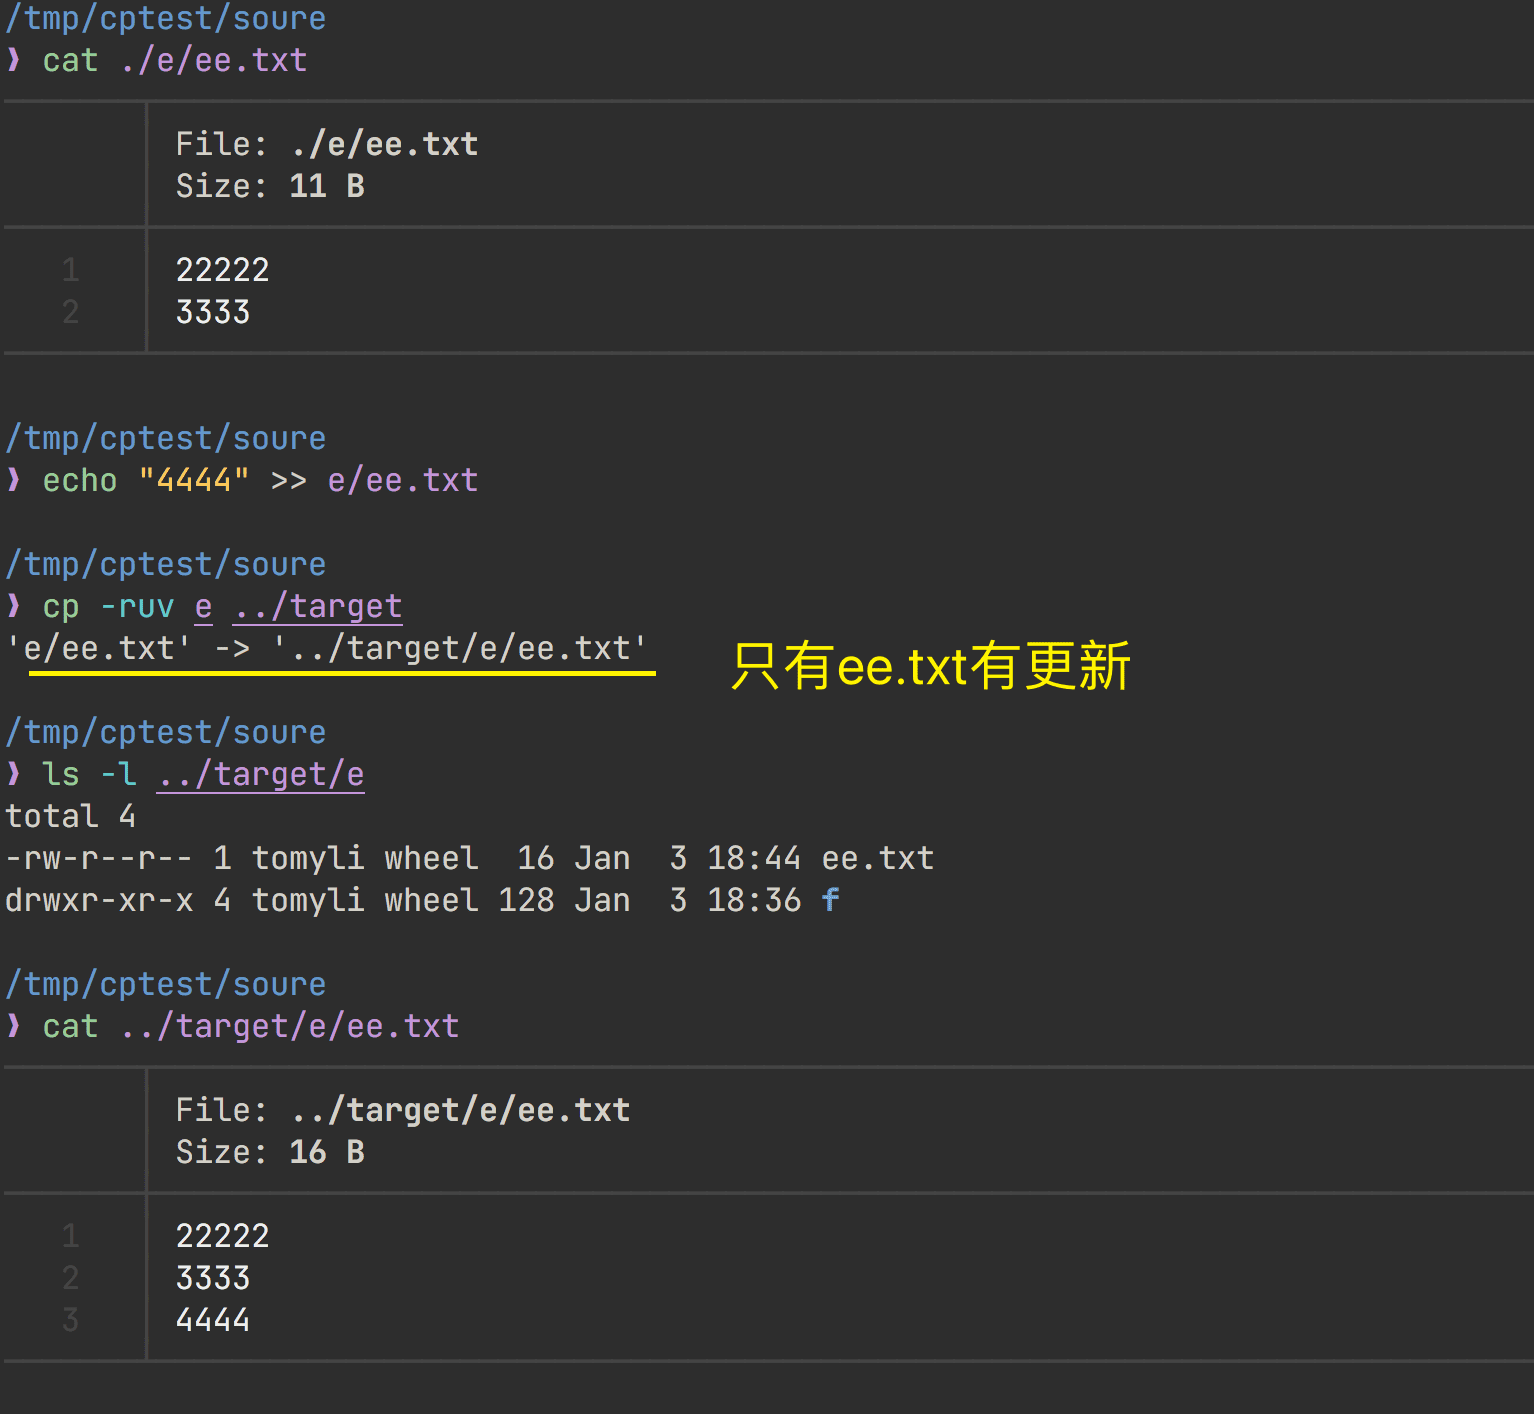 /tmp/cptest/soure
❱ cat ./e/ee.txt
File: ./e/ee.txt
Size: 11 B
1 22222
2 3333
/tmp/cptest/soure
❱ echo "4444" >> e/ee.txt
/tmp/cptest/soure
❱ cp -ruv e ../target
'e/ee.txt' -> '../target/e/ee.txt'
只有ee.txt有更新
/tmp/cptest/soure
❱ ls -l ../target/e
total 4
-rw-r--r-- 1 tomyli wheel  16 Jan  3 18:44 ee.txt
drwxr-xr-x 4 tomyli wheel 128 Jan  3 18:36 f
/tmp/cptest/soure
❱ cat ../target/e/ee.txt
File: ../target/e/ee.txt
Size: 16 B
1 22222
2 3333
3 4444